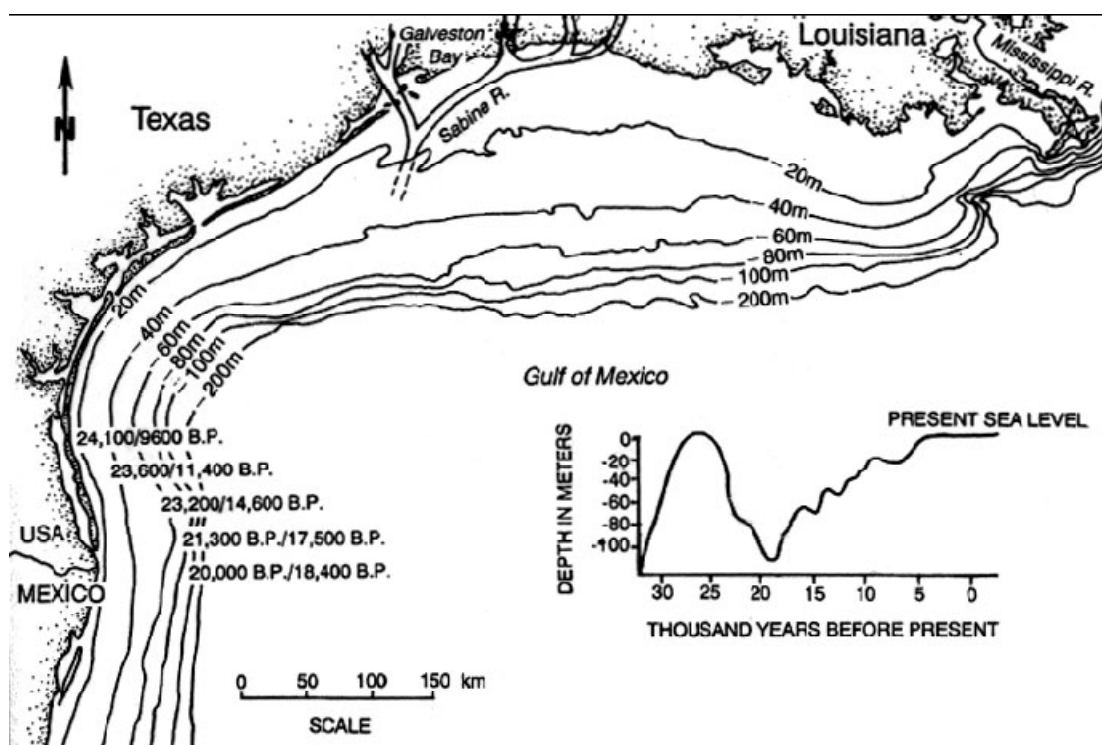 Galveston
Bay
Louisiana
Mississippi R.
Texas
N
Sabine R.
20m
40m
60m
80m
100m
200m
20m
40m
60m
80m
100m
200m
Gulf of Mexico
24,100/9600 B.P.
23,600/11,400 B.P.
23,200/14,600 B.P.
21,300 B.P./17,500 B.P.
20,000 B.P./18,400 B.P.
USA
MEXICO
0 50 100 150 km
SCALE
PRESENT SEA LEVEL
DEPTH IN METERS
0
-20
-40
-60
-80
-100
30 25 20 15 10 5 0
THOUSAND YEARS BEFORE PRESENT